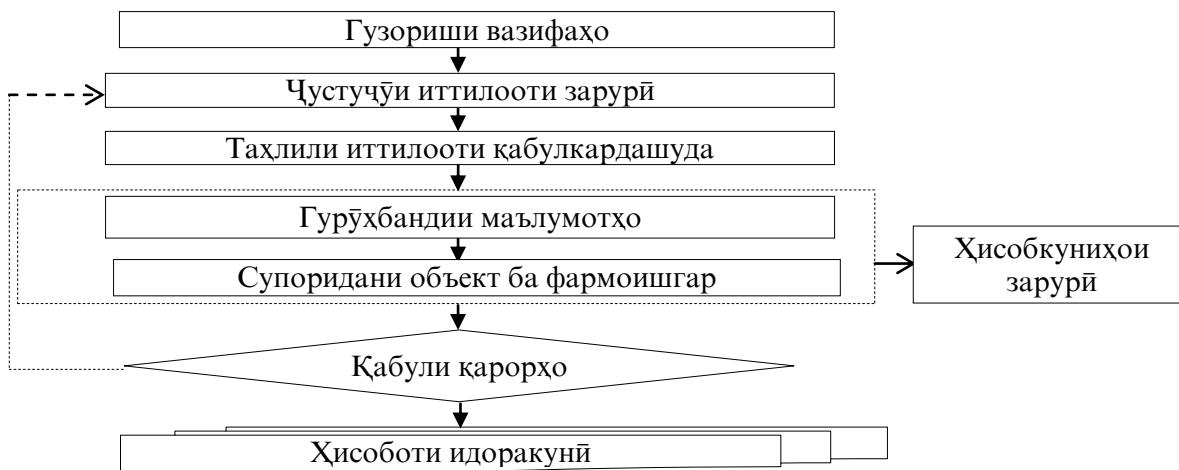 Гузориши вазифаҳо
Ҷустуҷӯи иттилооти зарурӣ
Таҳлили иттилооти қабулкардашуда
Гурӯҳбандии маълумотҳо
Супоридани объект ба фармоишгар
Ҳисобкуниҳои
зарурӣ
Қабули қарорҳо
Ҳисоботи идоракунӣ